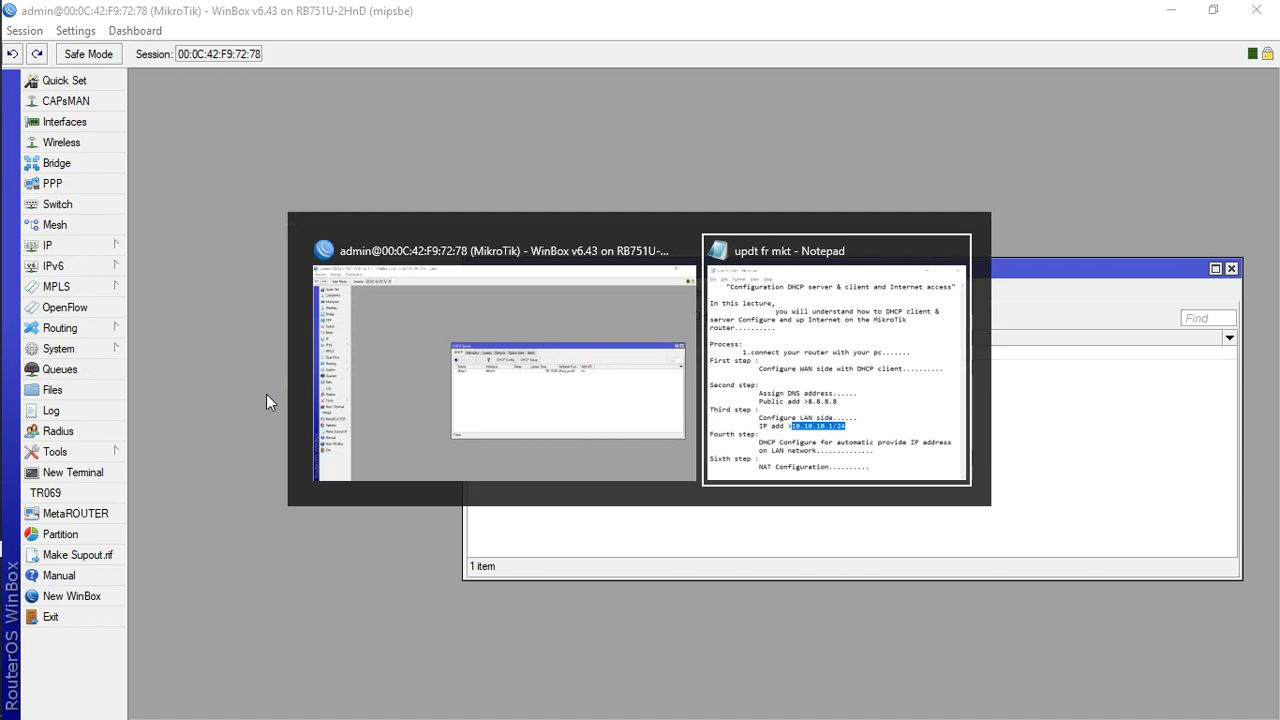 admin@00:0C:42:F9:72:78 (MikroTik) - WinBox v6.43 on RB751U-2HnD (mipsbe)
Session Settings Dashboard
Safe Mode Session: 00:0C:42:F9:72:78
Quick Set
CAPsMAN
Interfaces
Wireless
Bridge
PPP
Switch
Mesh
IP
IPv6
MPLS
OpenFlow
Routing
System
Queues
Files
Log
Radius
Tools
New Terminal
TR069
MetaROUTER
Partition
Make Supout.rif
Manual
New WinBox
Exit
RouterOS WinBox
admin@00:0C:42:F9:72:78 (MikroTik) - WinBox v6.43 on RB751U-...
updt fr mkt - Notepad
"Configuration DHCP server & client and Internet access"
In this lecture,
you will understand how to DHCP client &
server Configure and up Internet on the MikroTik
router..........
Process:
1.connect your router with your pc.......
First step :
Configure WAN side with DHCP client..........
Second step:
Assign DNS address......
Public add >8.8.8.8
Third step :
Configure LAN side......
IP add >10.10.10.1/24
Fourth step:
DHCP Configure for automatic provide IP address
on LAN network.............
Sixth step :
NAT Configuration..........
Find
1 item